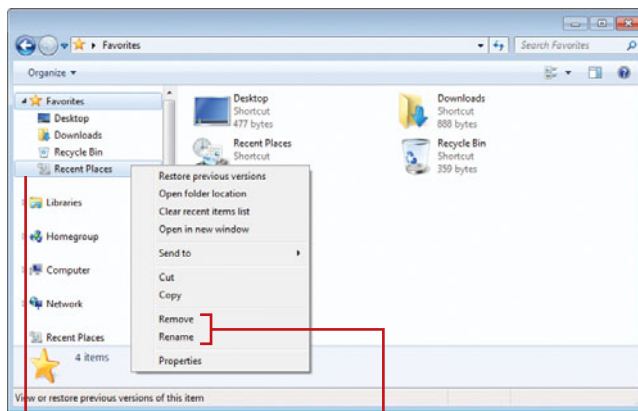 Favorites
Search Favorites
Organize
Favorites
Desktop
Downloads
Recycle Bin
Recent Places
Libraries
Homegroup
Computer
Network
Recent Places
Desktop
Shortcut
477 bytes
Downloads
Shortcut
888 bytes
Recent Places
Shortcut
Recycle Bin
Shortcut
359 bytes
Restore previous versions
Open folder location
Clear recent items list
Open in new window
Send to
Cut
Copy
Remove
Rename
Properties
4 items
View or restore previous versions of this item